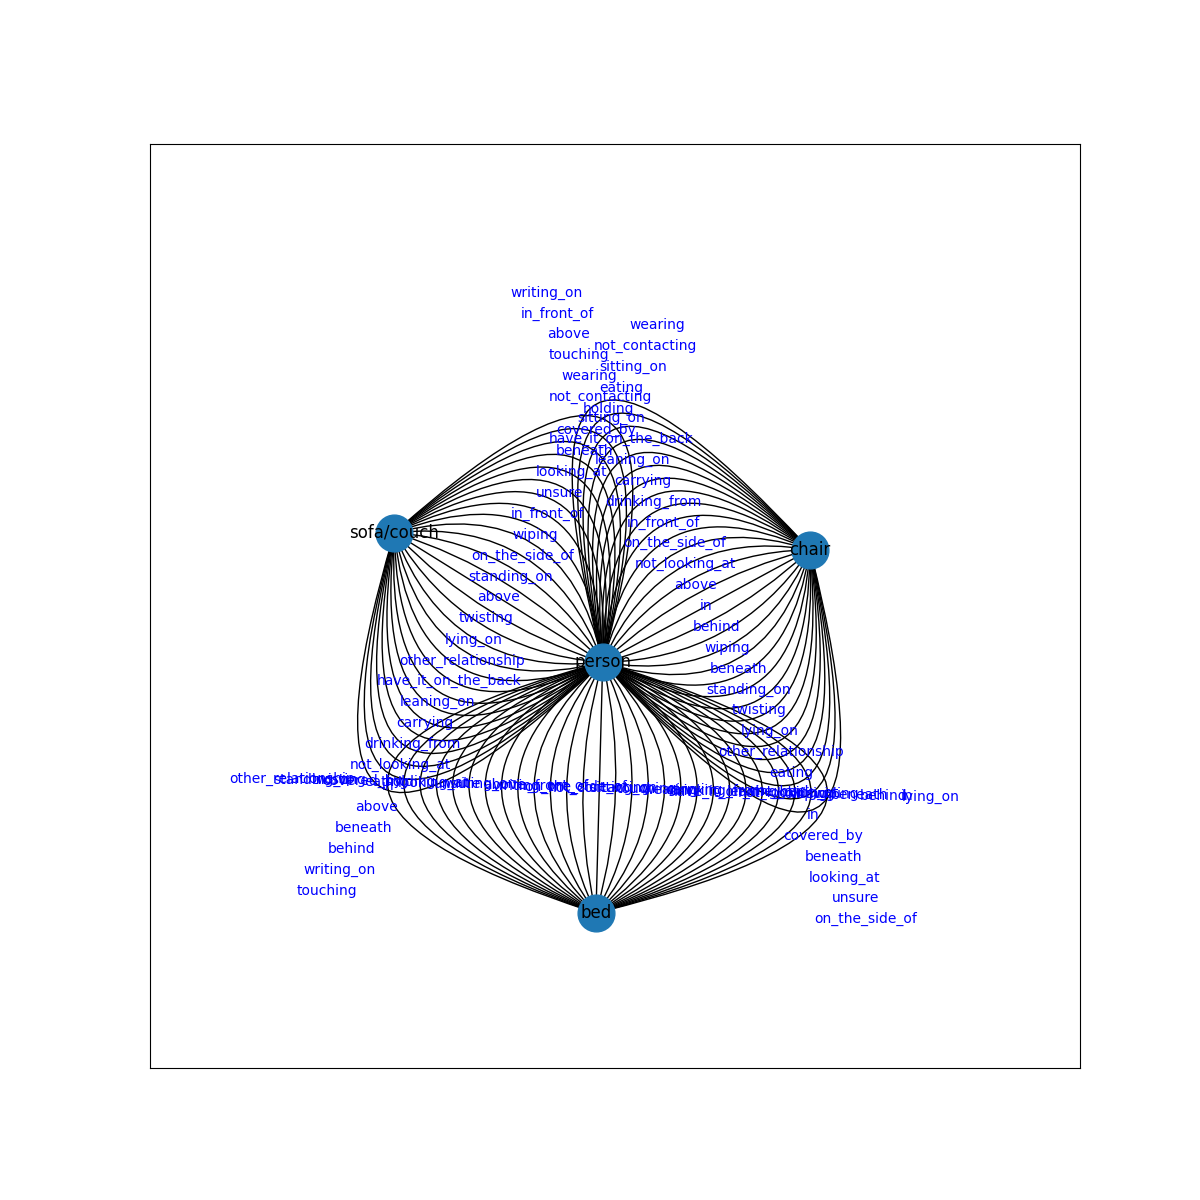 writing_on
in_front_of
above
wearing
touching
not_contacting
sitting_on
wearing
eating
not_contacting
holding
sitting_on
covered_by
have_it_on_the_back
beneath
leaning_on
looking_at
carrying
unsure
drinking_from
in_front_of
in_front_of
sofa/couch
wiping
on_the_side_of
chair
on_the_side_of
not_looking_at
standing_on
above
above
in
twisting
behind
lying_on
wiping
other_relationship
person
beneath
have_it_on_the_back
standing_on
leaning_on
twisting
carrying
lying_on
drinking_from
other_relationship
not_looking_at
eating
other_relationship
behind
lying_on
above
in
beneath
covered_by
behind
beneath
writing_on
looking_at
touching
unsure
bed
on_the_side_of